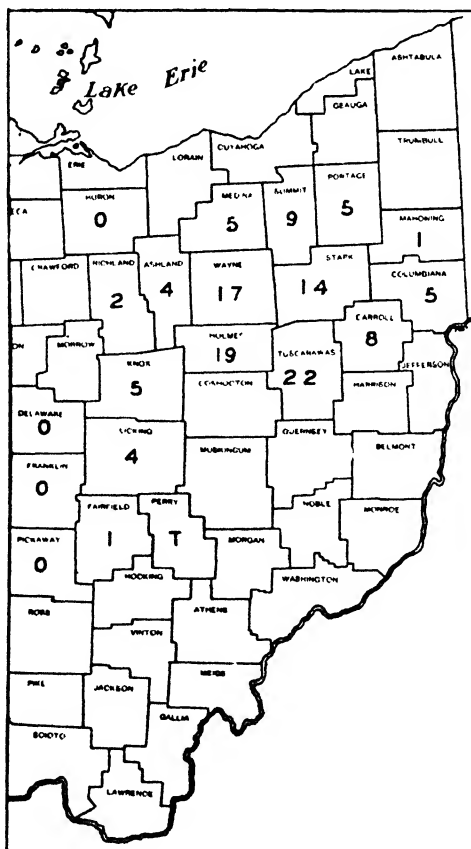 Lake Erie
ASHTABULA
LAKE
GEAUGA
CUYAHOGA
TRUMBULL
LORAIN
ERIE
PORTAGE
5
SUMMIT
9
MEDINA
5
HURON
0
ECA
MAHONING
1
STARK
14
COLUMBIANA
5
WAYNE
17
ASHLAND
4
RICHLAND
2
CRAWFORD
CARROLL
8
HOLMES
19
TUSCARAWAS
22
JEFFERSON
MORROW
ON
KNOX
5
COSHOCTON
HARRISON
DELAWARE
0
LICKING
4
GUERNSEY
BELMONT
MUSKINGUM
FRANKLIN
0
FAIRFIELD
1
PERRY
T
NOBLE
MONROE
MORGAN
PICKAWAY
0
WASHINGTON
HOCKING
ATHENS
ROSS
VINTON
MEIGS
PIKE
JACKSON
GALLIA
SCIOTO
LAWRENCE